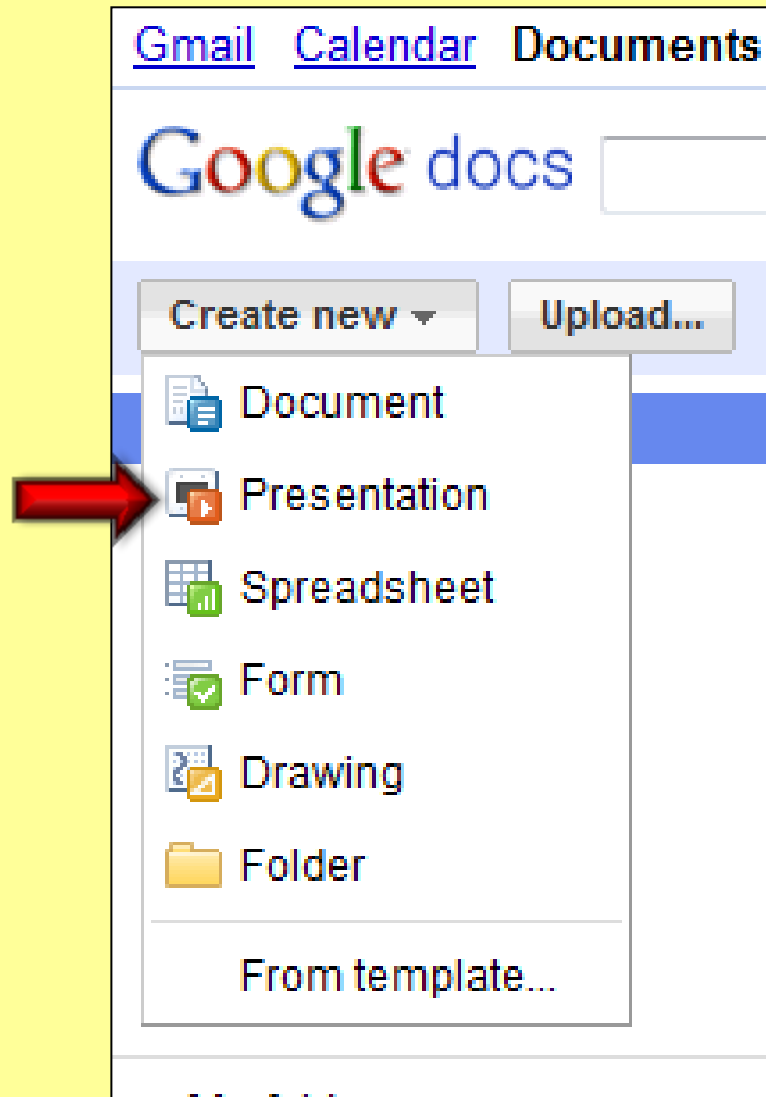 Gmail Calendar Documents
Google docs
Create new Upload...
Document
Presentation
Spreadsheet
Form
Drawing
Folder
From template...